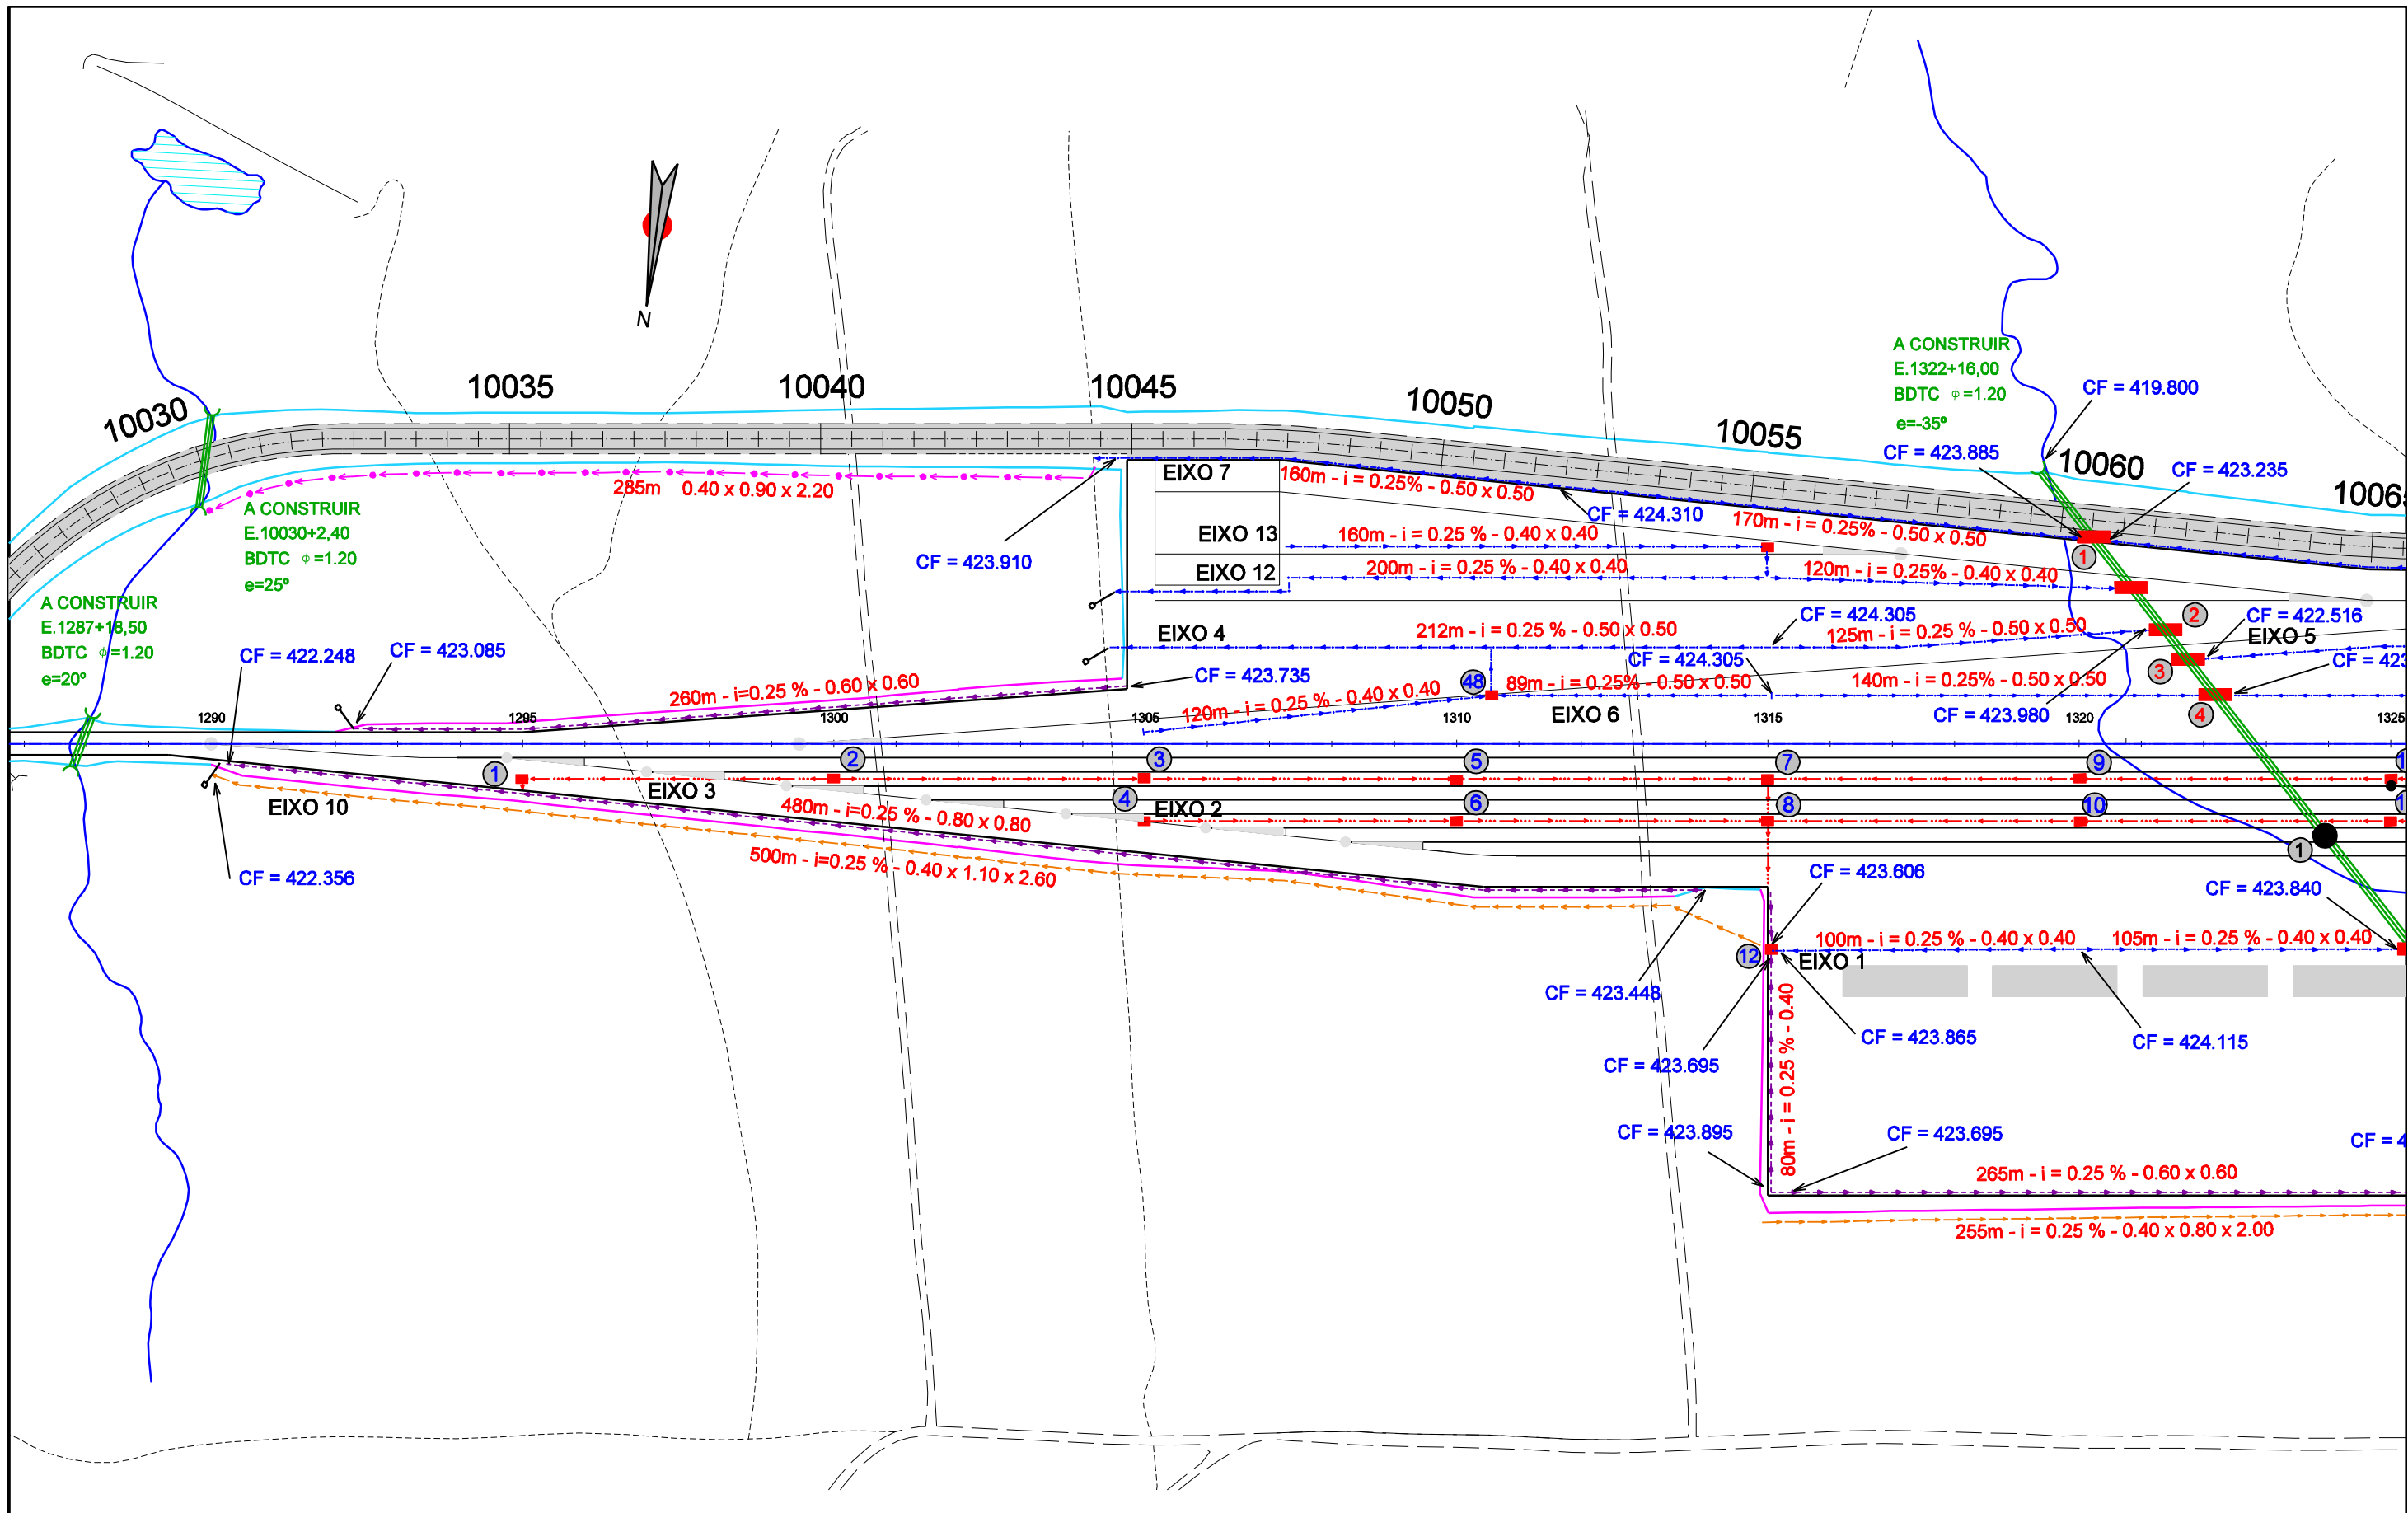 N
10030
10035
10040
10045
10050
10055
10060
A CONSTRUIR
E.1322+16,00
BDTC φ=1.20
e=-35º
CF = 419.800
CF = 423.885
CF = 423.235
285m 0.40 x 0.90 x 2.20
A CONSTRUIR
E.10030+2,40
BDTC φ=1.20
e=25º
A CONSTRUIR
E.1287+18,50
BDTC φ=1.20
e=20º
CF = 423.910
EIXO 7
160m - i = 0.25% - 0.50 x 0.50
CF = 424.310
170m - i = 0.25% - 0.50 x 0.50
EIXO 13
160m - i = 0.25 % - 0.40 x 0.40
1
EIXO 12
200m - i = 0.25 % - 0.40 x 0.40
120m - i = 0.25% - 0.40 x 0.40
2
CF = 424.305
CF = 422.516
EIXO 4
212m - i = 0.25 % - 0.50 x 0.50
125m - i = 0.25 % - 0.50 x 0.50
EIXO 5
CF = 422.248
CF = 423.085
CF = 424.305
3
CF = 423.735
260m - i=0.25 % - 0.60 x 0.60
48
89m - i = 0.25% - 0.50 x 0.50
140m - i = 0.25% - 0.50 x 0.50
120m - i = 0.25 % - 0.40 x 0.40
EIXO 6
CF = 423.980
4
1290
1295
1300
1305
1310
1315
1320
1325
1
2
3
5
7
9
EIXO 10
EIXO 3
4
EIXO 2
6
8
10
480m - i=0.25 % - 0.80 x 0.80
500m - i=0.25 % - 0.40 x 1.10 x 2.60
1
CF = 422.356
CF = 423.606
CF = 423.840
100m - i = 0.25 % - 0.40 x 0.40
105m - i = 0.25 % - 0.40 x 0.40
12
EIXO 1
CF = 423.448
CF = 423.865
CF = 424.115
CF = 423.695
80m - i = 0.25 % - 0.40
CF = 423.895
CF = 423.695
265m - i = 0.25 % - 0.60 x 0.60
255m - i = 0.25 % - 0.40 x 0.80 x 2.00